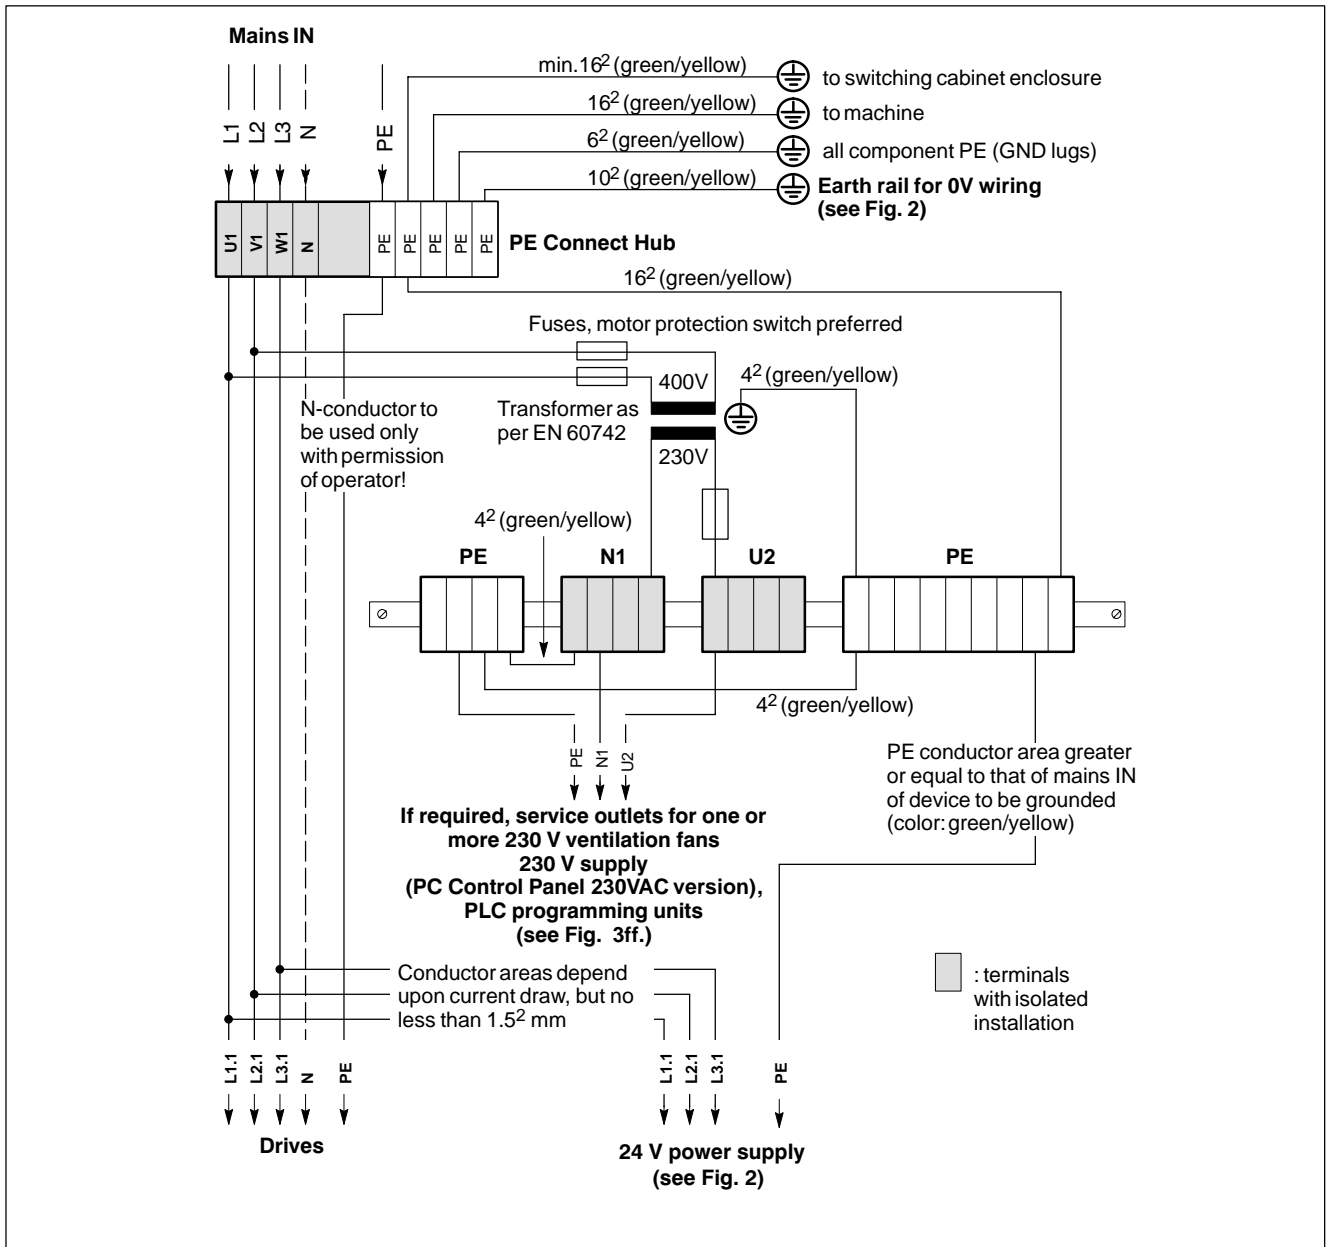 Mains IN
min.16² (green/yellow)
to switching cabinet enclosure
16² (green/yellow)
to machine
6² (green/yellow)
all component PE (GND lugs)
10² (green/yellow)
Earth rail for 0V wiring
(see Fig. 2)
L1
L2
L3
N
PE
U1
V1
W1
N
PE
PE
PE
PE
PE
PE Connect Hub
16² (green/yellow)
Fuses, motor protection switch preferred
400V
4² (green/yellow)
N-conductor to
be used only
with permission
of operator!
Transformer as
per EN 60742
230V
4² (green/yellow)
PE
N1
U2
PE
4² (green/yellow)
PE
N1
U2
PE conductor area greater
or equal to that of mains IN
of device to be grounded
(color: green/yellow)
If required, service outlets for one or
more 230 V ventilation fans
230 V supply
(PC Control Panel 230VAC version),
PLC programming units
(see Fig. 3ff.)
Conductor areas depend
upon current draw, but no
less than 1.5² mm
: terminals
with isolated
installation
L1.1
L2.1
L3.1
N
PE
L1.1
L2.1
L3.1
PE
Drives
24 V power supply
(see Fig. 2)